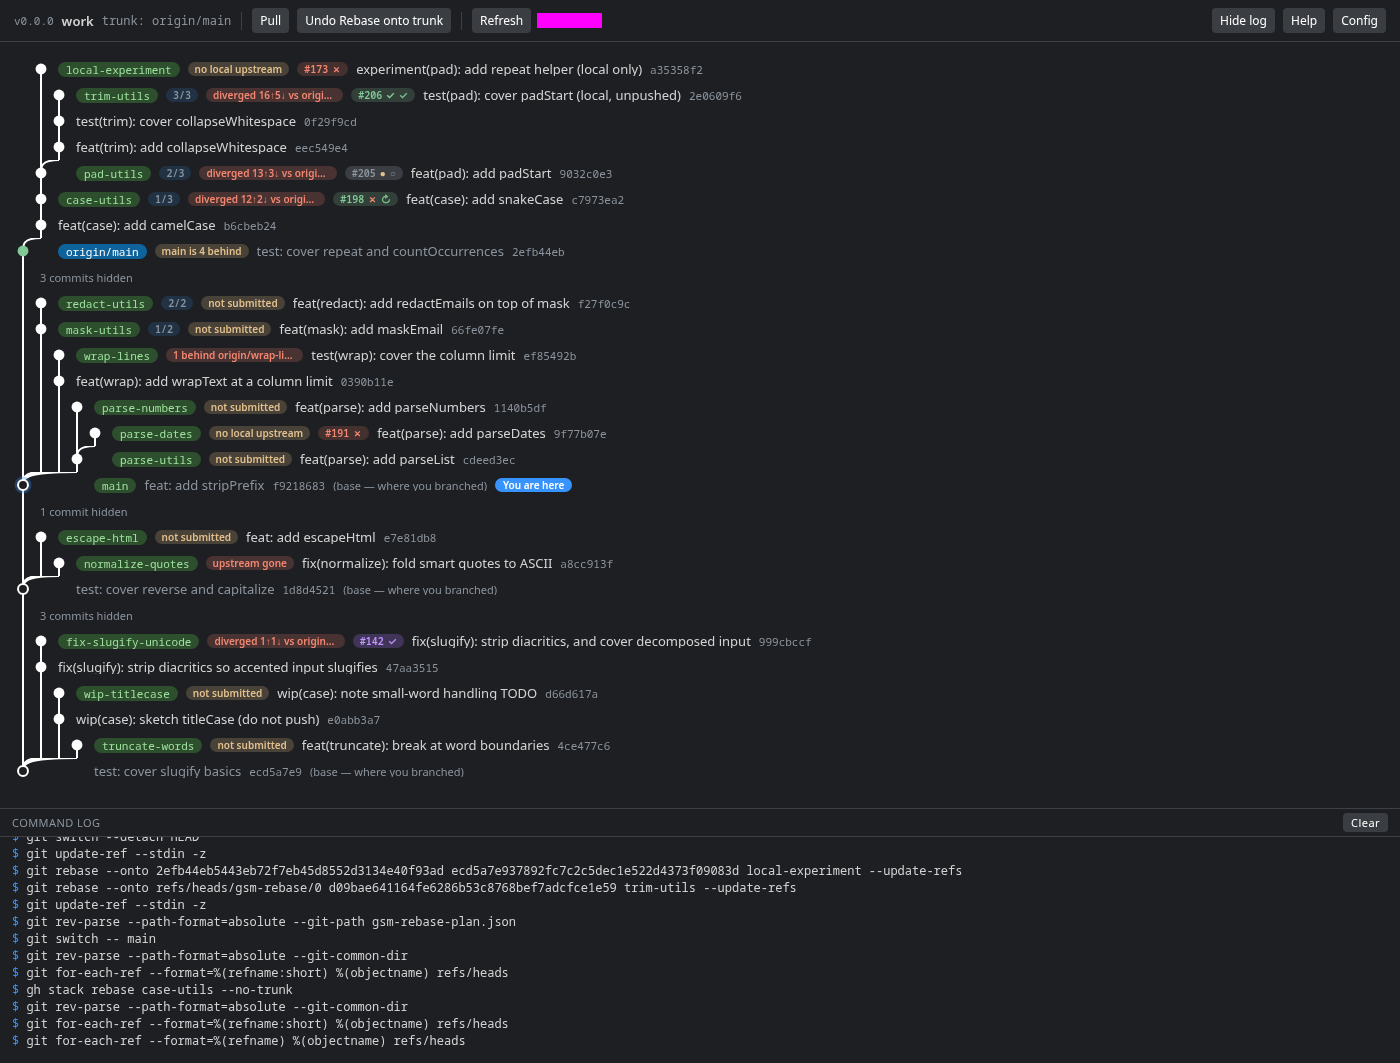 v0.0.0 work trunk: origin/main Pull Undo Rebase onto trunk Refresh Hide log Help Config
local-experiment no local upstream #173 × experiment(pad): add repeat helper (local only) a35358f2
trim-utils 3/3 diverged 16↑5↓ vs origi… #206 ✓ ✓ test(pad): cover padStart (local, unpushed) 2e0609f6
test(trim): cover collapseWhitespace 0f29f9cd
feat(trim): add collapseWhitespace eec549e4
pad-utils 2/3 diverged 13↑3↓ vs origi… #205 ● ○ feat(pad): add padStart 9032c0e3
case-utils 1/3 diverged 12↑2↓ vs origi… #198 × ↻ feat(case): add snakeCase c7973ea2
feat(case): add camelCase b6cbeb24
origin/main main is 4 behind test: cover repeat and countOccurrences 2efb44eb
3 commits hidden
redact-utils 2/2 not submitted feat(redact): add redactEmails on top of mask f27f0c9c
mask-utils 1/2 not submitted feat(mask): add maskEmail 66fe07fe
wrap-lines 1 behind origin/wrap-li… test(wrap): cover the column limit ef85492b
feat(wrap): add wrapText at a column limit 0390b11e
parse-numbers not submitted feat(parse): add parseNumbers 1140b5df
parse-dates no local upstream #191 × feat(parse): add parseDates 9f77b07e
parse-utils not submitted feat(parse): add parseList cdeed3ec
main feat: add stripPrefix f9218683 (base — where you branched) You are here
1 commit hidden
escape-html not submitted feat: add escapeHtml e7e81db8
normalize-quotes upstream gone fix(normalize): fold smart quotes to ASCII a8cc913f
test: cover reverse and capitalize 1d8d4521 (base — where you branched)
3 commits hidden
fix-slugify-unicode diverged 1↑1↓ vs origin… #142 ✓ fix(slugify): strip diacritics, and cover decomposed input 999cbccf
fix(slugify): strip diacritics so accented input slugifies 47aa3515
wip-titlecase not submitted wip(case): note small-word handling TODO d66d617a
wip(case): sketch titleCase (do not push) e0abb3a7
truncate-words not submitted feat(truncate): break at word boundaries 4ce477c6
test: cover slugify basics ecd5a7e9 (base — where you branched)
COMMAND LOG Clear
$ git switch --detach HEAD
$ git update-ref --stdin -z
$ git rebase --onto 2efb44eb5443eb72f7eb45d8552d3134e40f93ad ecd5a7e937892fc7c2c5dec1e522d4373f09083d local-experiment --update-refs
$ git rebase --onto refs/heads/gsm-rebase/0 d09bae641164fe6286b53c8768bef7adcfce1e59 trim-utils --update-refs
$ git update-ref --stdin -z
$ git rev-parse --path-format=absolute --git-path gsm-rebase-plan.json
$ git switch -- main
$ git rev-parse --path-format=absolute --git-common-dir
$ git for-each-ref --format=%(refname:short) %(objectname) refs/heads
$ gh stack rebase case-utils --no-trunk
$ git rev-parse --path-format=absolute --git-common-dir
$ git for-each-ref --format=%(refname:short) %(objectname) refs/heads
$ git for-each-ref --format=%(refname) %(objectname) refs/heads